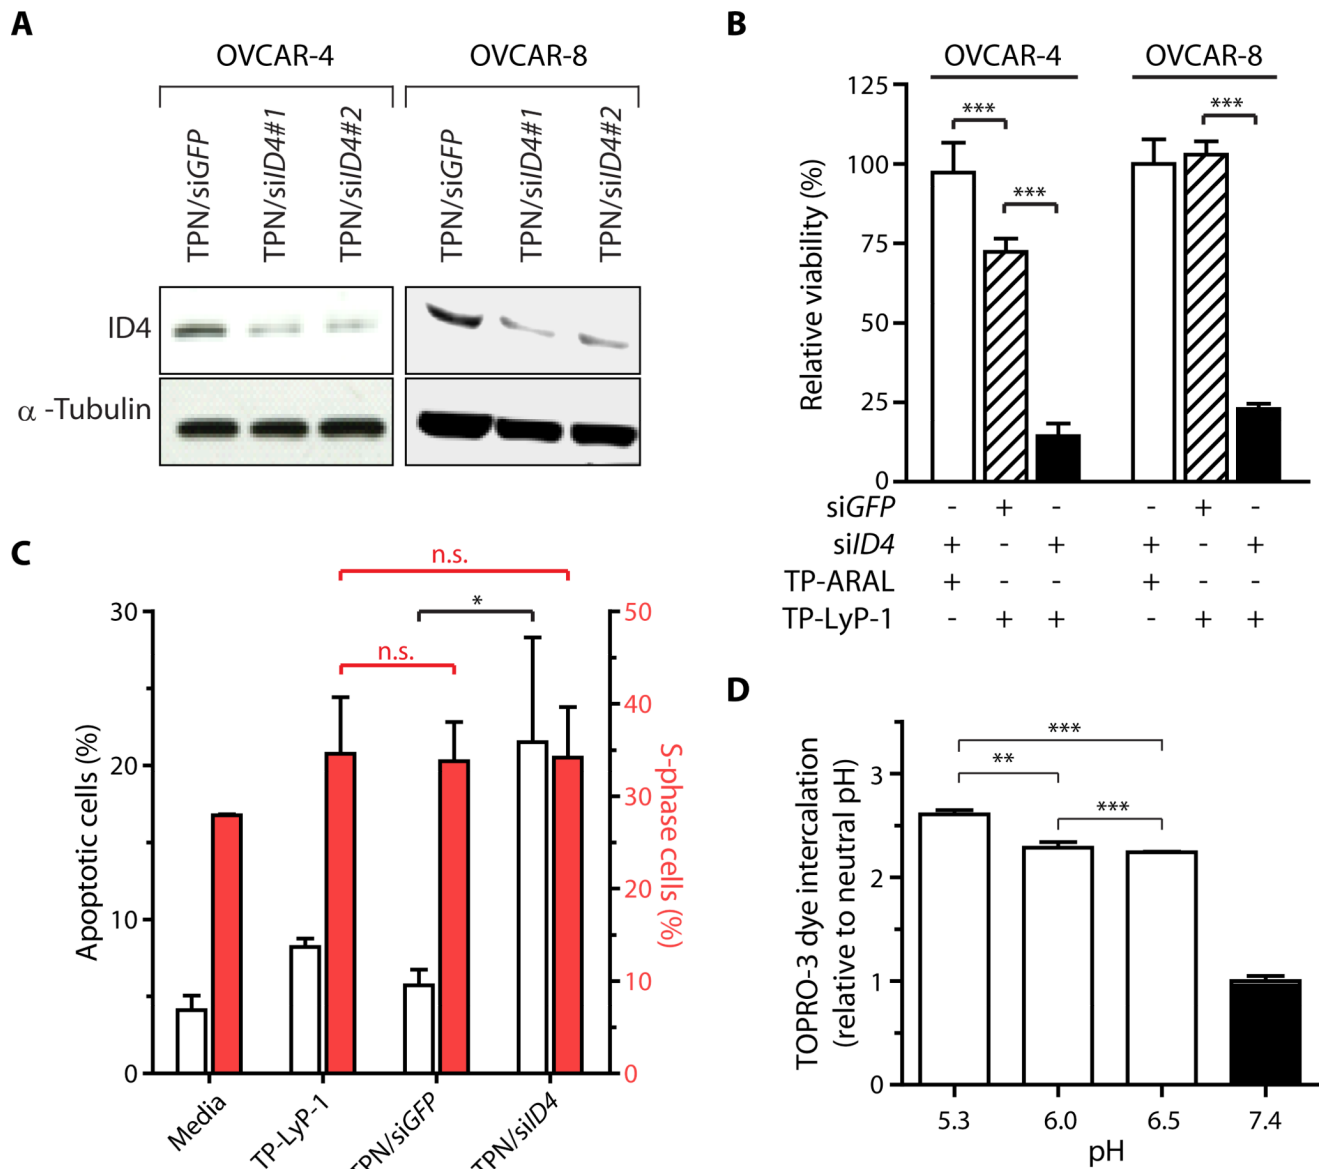 A
OVCAR-4
OVCAR-8
TPN/siGFP
TPN/siID4#1
TPN/siID4#2
TPN/siGFP
TPN/siID4#1
TPN/siID4#2
ID4
α -Tubulin
B
OVCAR-4
OVCAR-8
Relative viability (%)
125
100
75
50
25
0
***
***
***
siGFP - + - - + -
siID4 + - + + - +
TP-ARAL + - - + - -
TP-LyP-1 - + + - + +
C
n.s.
*
n.s.
Apoptotic cells (%)
30
20
10
0
S-phase cells (%)
50
40
30
20
10
0
Media
TP-LyP-1
TPN/siGFP
TPN/siID4
D
TOPRO-3 dye intercalation
(relative to neutral pH)
3
2
1
0
***
**
***
5.3 6.0 6.5 7.4
pH